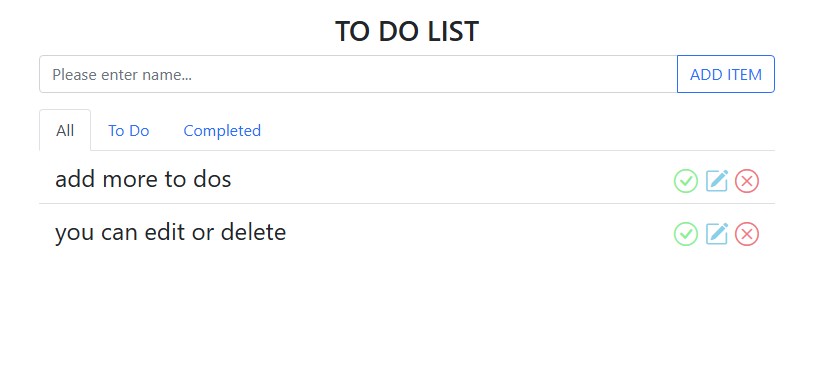 TO DO LIST
Please enter name... ADD ITEM
All To Do Completed
add more to dos
you can edit or delete